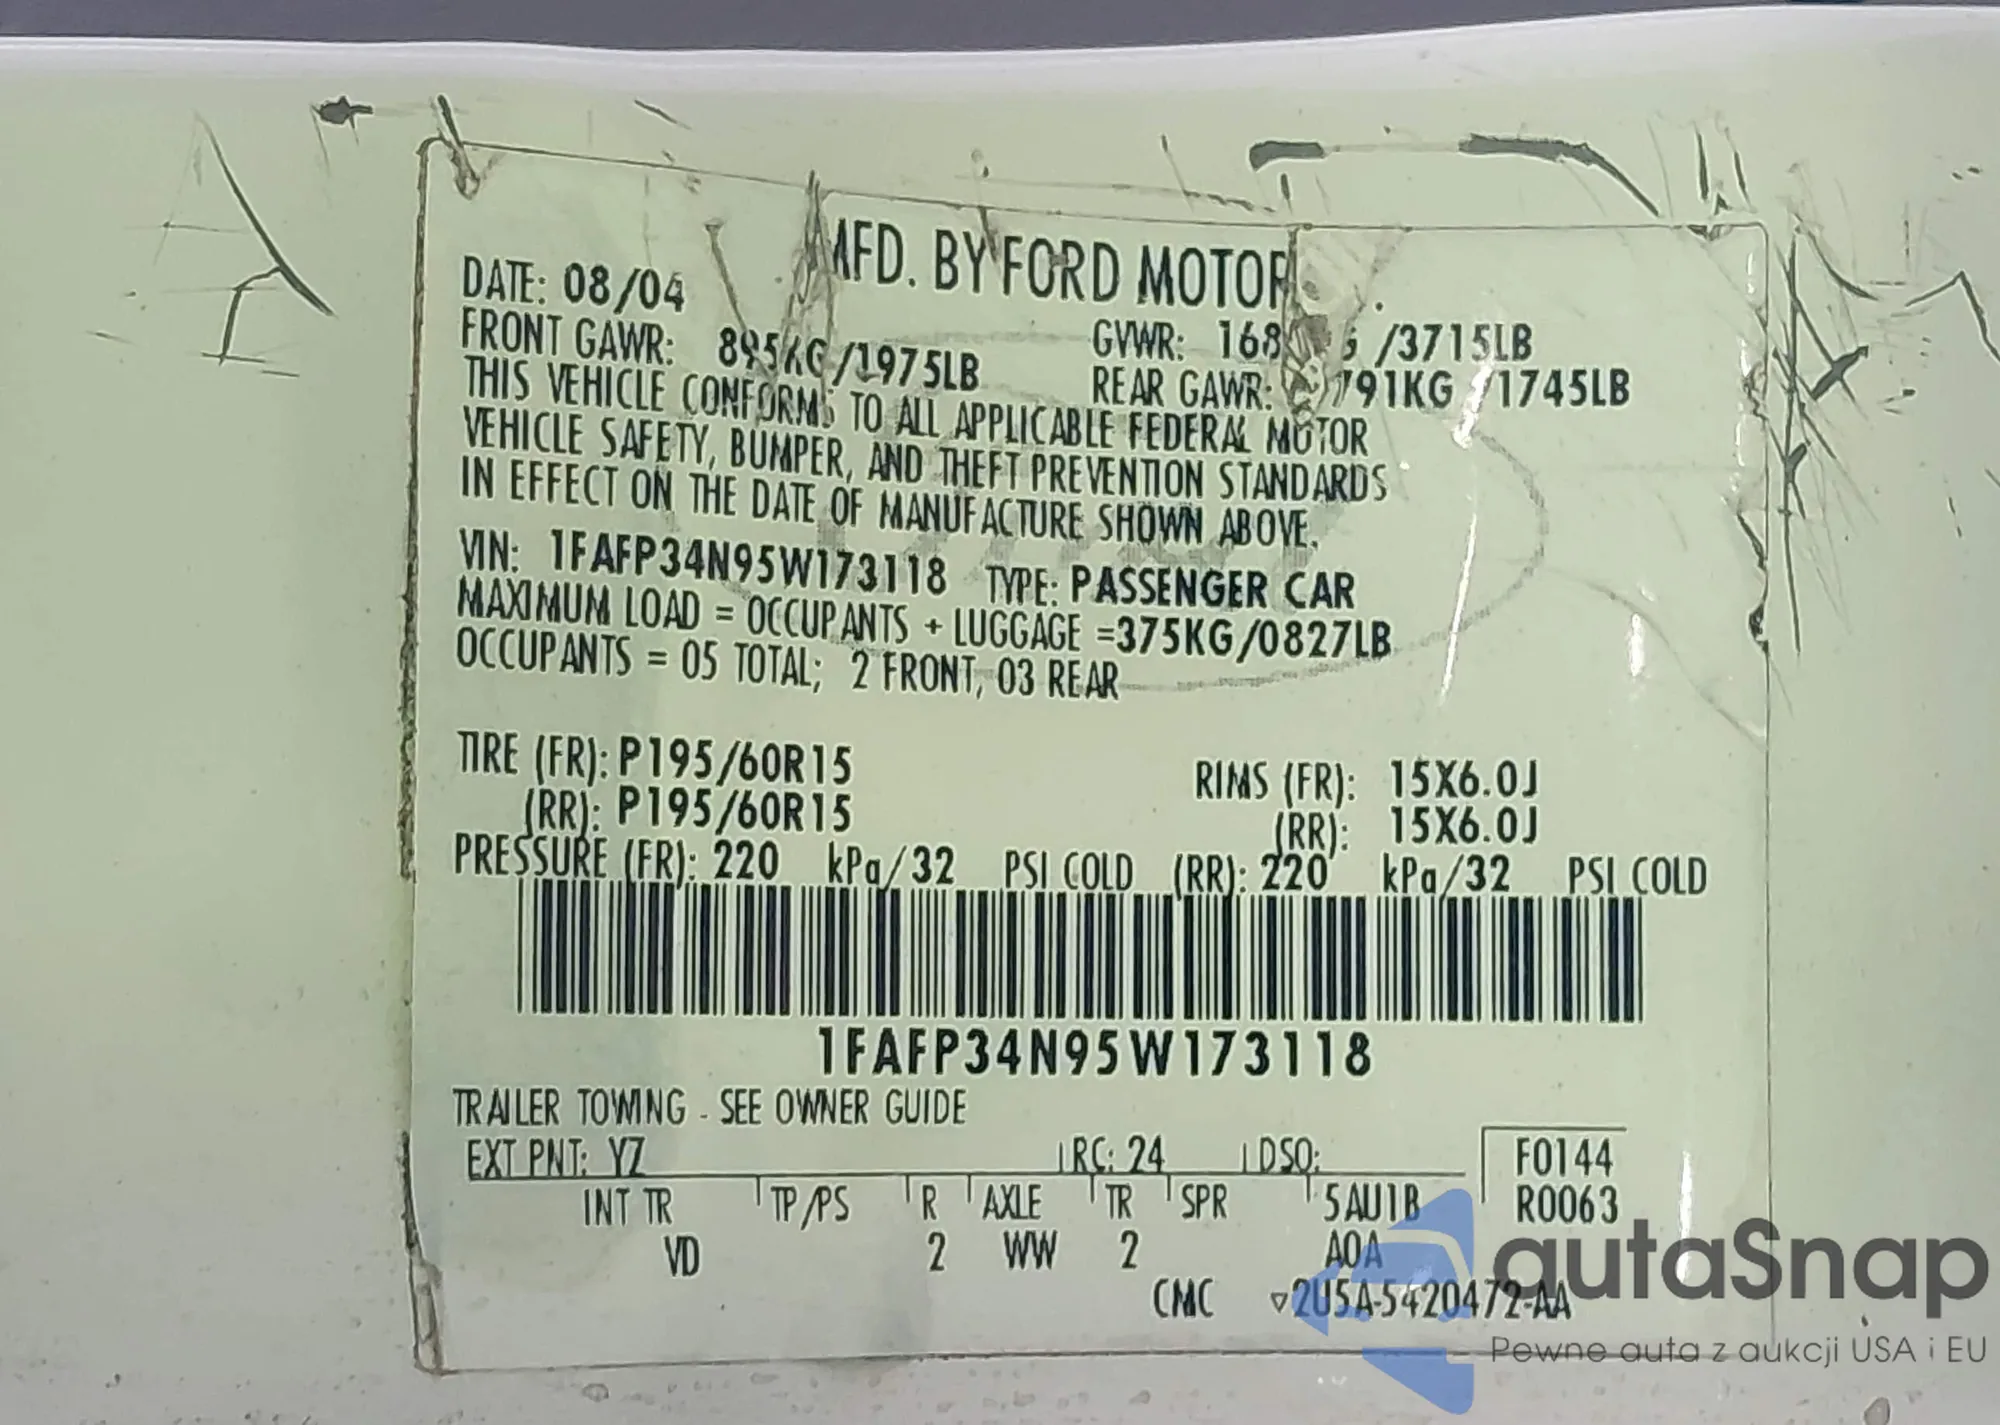 MFD. BY FORD MOTOR
DATE: 08/04
FRONT GAWR: 895KG/1975LB
GVWR: 168 G /3715LB
REAR GAWR: 791KG /1745LB
THIS VEHICLE CONFORMS TO ALL APPLICABLE FEDERAL MOTOR
VEHICLE SAFETY, BUMPER, AND THEFT PREVENTION STANDARDS
IN EFFECT ON THE DATE OF MANUFACTURE SHOWN ABOVE.
VIN: 1FAFP34N95W173118 TYPE: PASSENGER CAR
MAXIMUM LOAD = OCCUPANTS + LUGGAGE =375KG/0827LB
OCCUPANTS = 05 TOTAL; 2 FRONT, 03 REAR
TIRE (FR): P195/60R15 RIMS (FR): 15X6.0J
(RR): P195/60R15 (RR): 15X6.0J
PRESSURE (FR): 220 kPa/32 PSI COLD (RR): 220 kPa/32 PSI COLD
1FAFP34N95W173118
TRAILER TOWING - SEE OWNER GUIDE
EXT PNT: YZ RC: 24 DSO: F0144
INT TR TP/PS R AXLE TR SPR 5AU1B R0063
VD 2 WW 2 A0A
CMC ▽2U5A-5420472-AA
autaSnap
Pewne auta z aukcji USA i EU